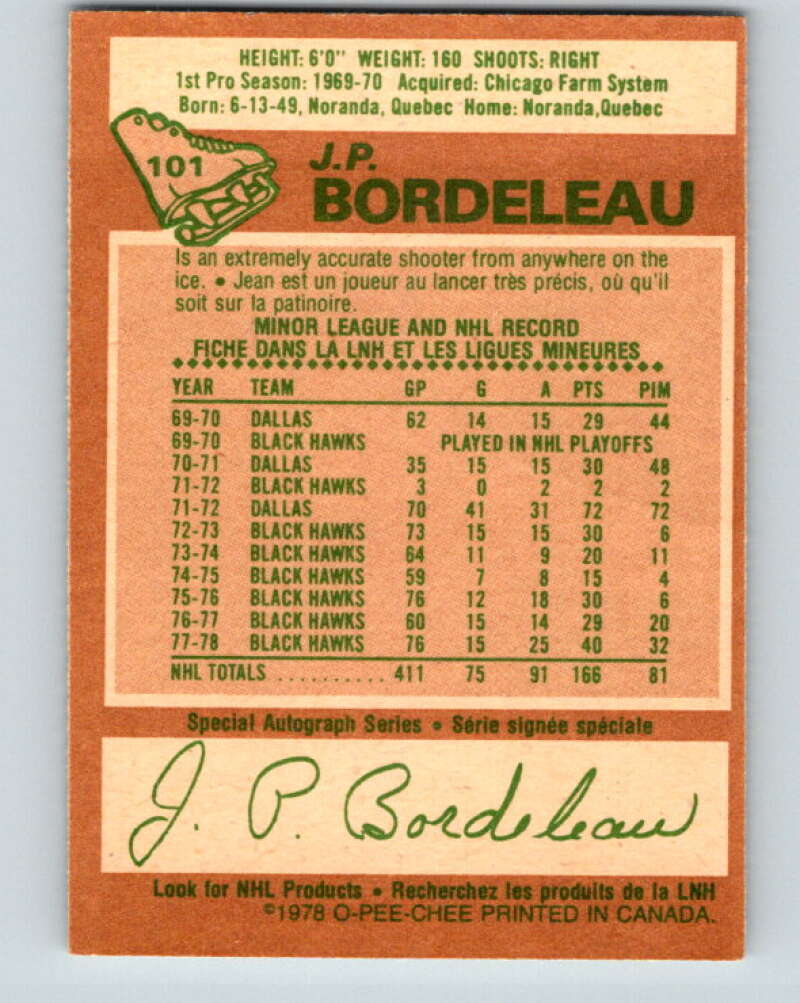 HEIGHT: 6'0" WEIGHT: 160 SHOOTS: RIGHT
1st Pro Season: 1969-70 Acquired: Chicago Farm System
Born: 6-13-49, Noranda, Quebec Home: Noranda, Quebec
101
J.P.
BORDELEAU
Is an extremely accurate shooter from anywhere on the
ice. • Jean est un joueur au lancer très précis, où qu'il
soit sur la patinoire.
MINOR LEAGUE AND NHL RECORD
FICHE DANS LA LNH ET LES LIGUES MINEURES
YEAR TEAM GP G A PTS PIM
69-70 DALLAS 62 14 15 29 44
69-70 BLACK HAWKS PLAYED IN NHL PLAYOFFS
70-71 DALLAS 35 15 15 30 48
71-72 BLACK HAWKS 3 0 2 2 2
71-72 DALLAS 70 41 31 72 72
72-73 BLACK HAWKS 73 15 15 30 6
73-74 BLACK HAWKS 64 11 9 20 11
74-75 BLACK HAWKS 59 7 8 15 4
75-76 BLACK HAWKS 76 12 18 30 6
76-77 BLACK HAWKS 60 15 14 29 20
77-78 BLACK HAWKS 76 15 25 40 32
NHL TOTALS .......... 411 75 91 166 81
Special Autograph Series • Série signée spéciale
J. P. Bordeleau
Look for NHL Products • Recherchez les produits de la LNH
©1978 O-PEE-CHEE PRINTED IN CANADA.